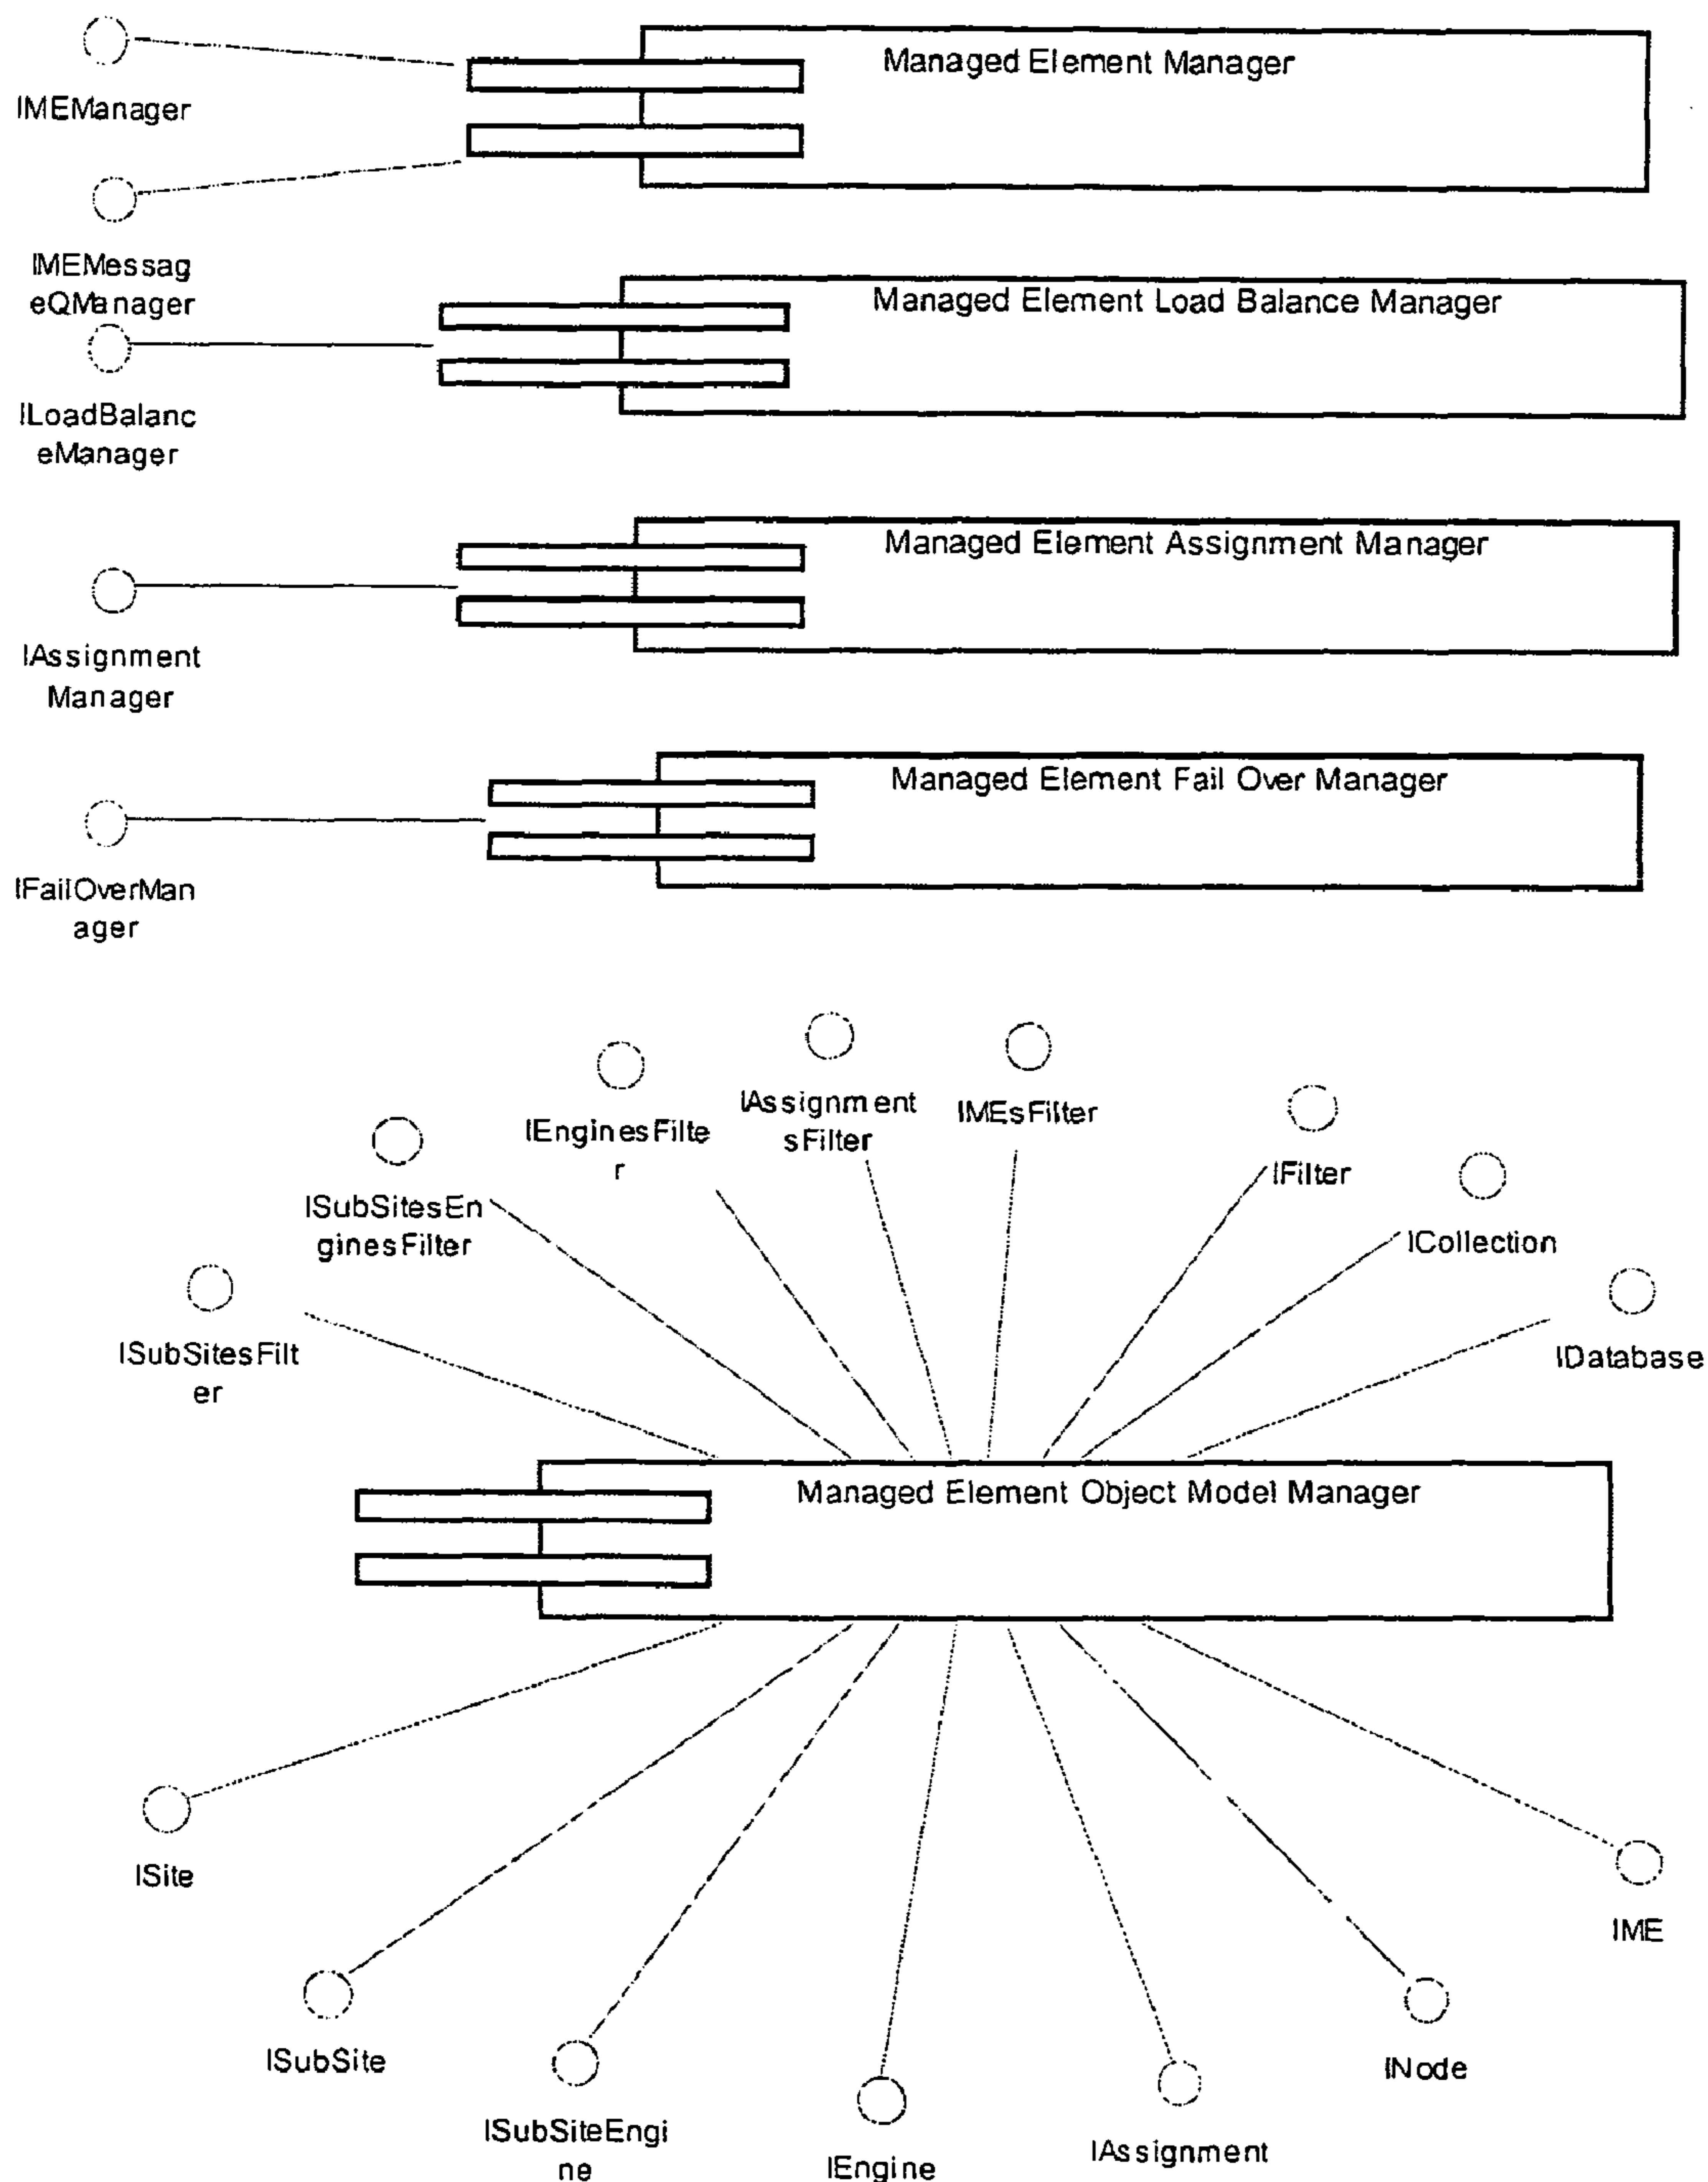 Managed Element Manager
IMEManager
IMEMessag
eQManager
Managed Element Load Balance Manager
ILoadBalanc
eManager
Managed Element Assignment Manager
IAssignment
Manager
Managed Element Fail Over Manager
IFailOverMan
ager
IAssignment
sFilter
IMEsFilter
IEnginesFilte
r
IFilter
ISubSitesEn
ginesFilter
ICollection
ISubSitesFilt
er
IDatabase
Managed Element Object Model Manager
ISite
IME
ISubSite
INode
ISubSiteEngi
ne
IEngine
IAssignment